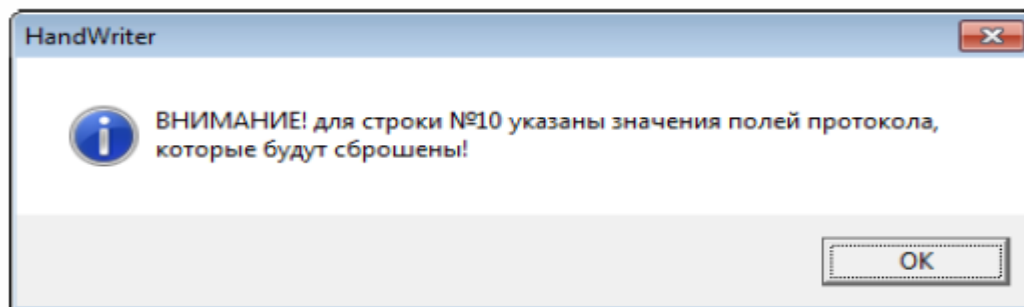 HandWriter
ВНИМАНИЕ! для строки №10 указаны значения полей протокола,
которые будут сброшены!
OK